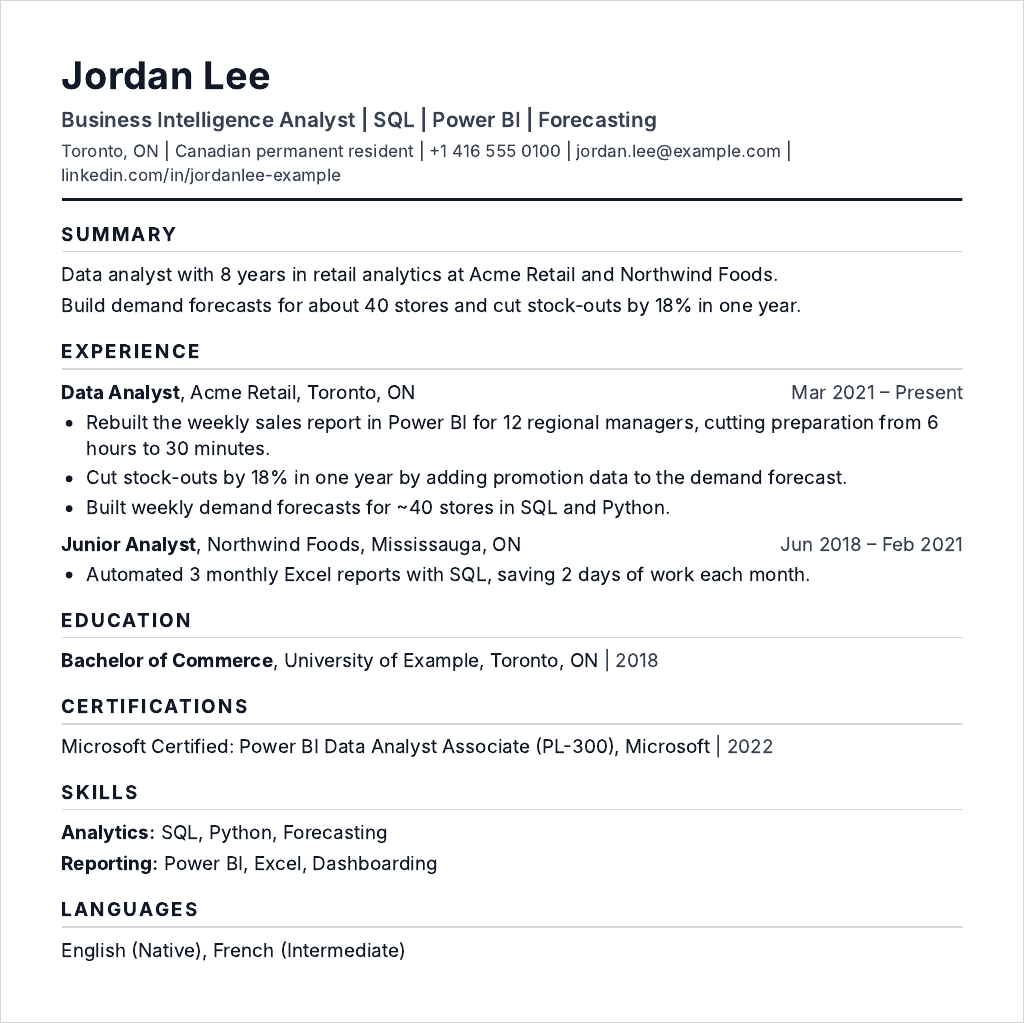 Jordan Lee
Business Intelligence Analyst | SQL | Power BI | Forecasting
Toronto, ON | Canadian permanent resident | +1 416 555 0100 | jordan.lee@example.com |
linkedin.com/in/jordanlee-example
SUMMARY
Data analyst with 8 years in retail analytics at Acme Retail and Northwind Foods.
Build demand forecasts for about 40 stores and cut stock-outs by 18% in one year.
EXPERIENCE
Data Analyst, Acme Retail, Toronto, ON Mar 2021 – Present
• Rebuilt the weekly sales report in Power BI for 12 regional managers, cutting preparation from 6
hours to 30 minutes.
• Cut stock-outs by 18% in one year by adding promotion data to the demand forecast.
• Built weekly demand forecasts for ~40 stores in SQL and Python.
Junior Analyst, Northwind Foods, Mississauga, ON Jun 2018 – Feb 2021
• Automated 3 monthly Excel reports with SQL, saving 2 days of work each month.
EDUCATION
Bachelor of Commerce, University of Example, Toronto, ON | 2018
CERTIFICATIONS
Microsoft Certified: Power BI Data Analyst Associate (PL-300), Microsoft | 2022
SKILLS
Analytics: SQL, Python, Forecasting
Reporting: Power BI, Excel, Dashboarding
LANGUAGES
English (Native), French (Intermediate)